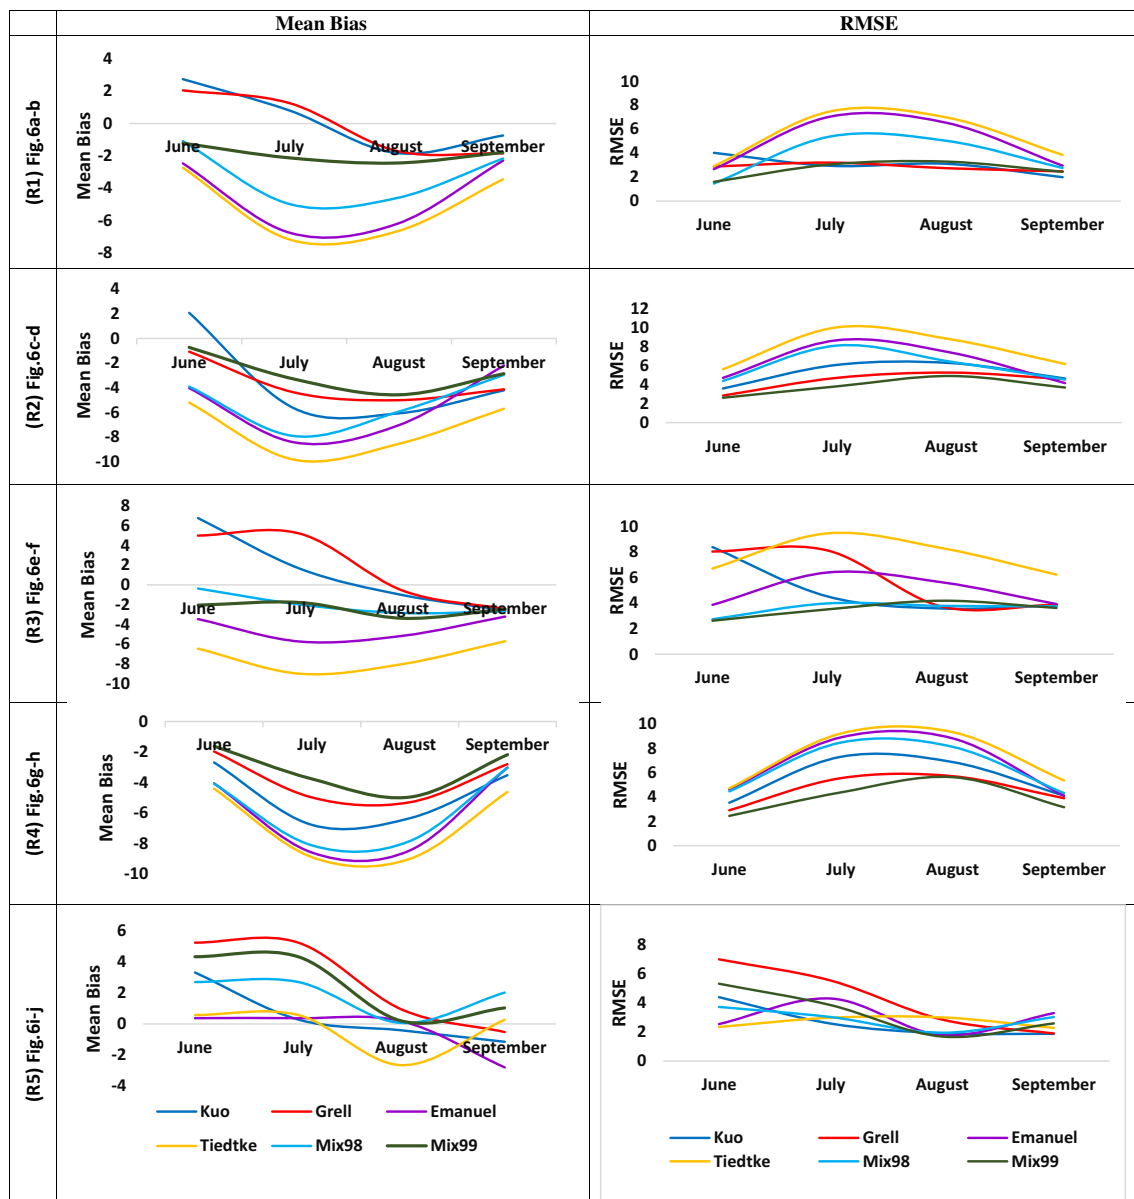 Mean Bias
RMSE
(R1) Fig.6a-b
Mean Bias
4
2
0
-2
-4
-6
-8
June
July
August
September
RMSE
10
8
6
4
2
0
June
July
August
September
(R2) Fig.6c-d
Mean Bias
4
2
0
-2
-4
-6
-8
-10
June
July
August
September
RMSE
12
10
8
6
4
2
0
June
July
August
September
(R3) Fig.6e-f
Mean Bias
8
6
4
2
0
-2
-4
-6
-8
-10
June
July
August
September
RMSE
10
8
6
4
2
0
June
July
August
September
(R4) Fig.6g-h
Mean Bias
0
-2
-4
-6
-8
-10
June
July
August
September
RMSE
10
8
6
4
2
0
June
July
August
September
(R5) Fig.6i-j
Mean Bias
6
4
2
0
-2
-4
June
July
August
September
Kuo
Grell
Emanuel
Tiedtke
Mix98
Mix99
RMSE
8
6
4
2
0
June
July
August
September
Kuo
Grell
Emanuel
Tiedtke
Mix98
Mix99